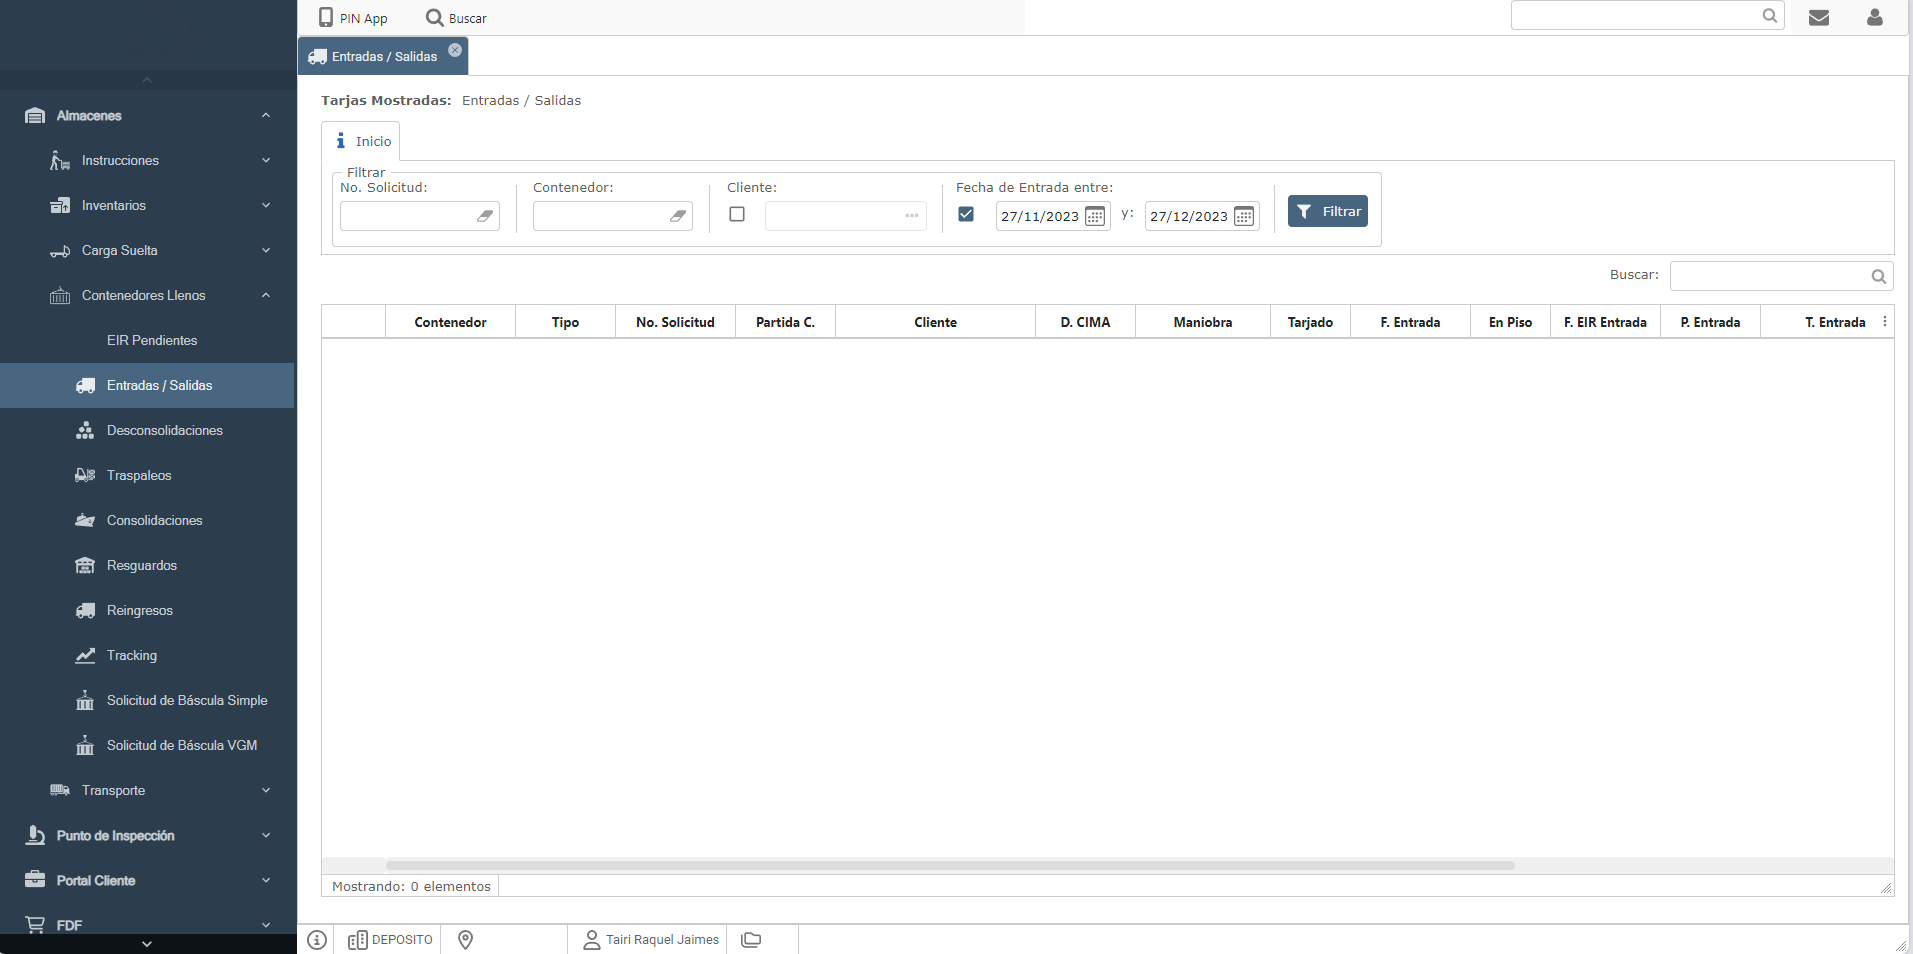 PIN App
Buscar
Entradas / Salidas
Almacenes
Instrucciones
Inventarios
Carga Suelta
Contenedores Llenos
EIR Pendientes
Entradas / Salidas
Desconsolidaciones
Traspaleos
Consolidaciones
Resguardos
Reingresos
Tracking
Solicitud de Báscula Simple
Solicitud de Báscula VGM
Transporte
Punto de Inspección
Portal Cliente
FDF
Tarjas Mostradas: Entradas / Salidas
Inicio
Filtrar
No. Solicitud: Contenedor: Cliente: Fecha de Entrada entre:
27/11/2023 y: 27/12/2023 Filtrar
Buscar:
Contenedor Tipo No. Solicitud Partida C. Cliente D. CIMA Maniobra Tarjado F. Entrada En Piso F. EIR Entrada P. Entrada T. Entrada
Mostrando: 0 elementos
DEPOSITO Tairi Raquel Jaimes